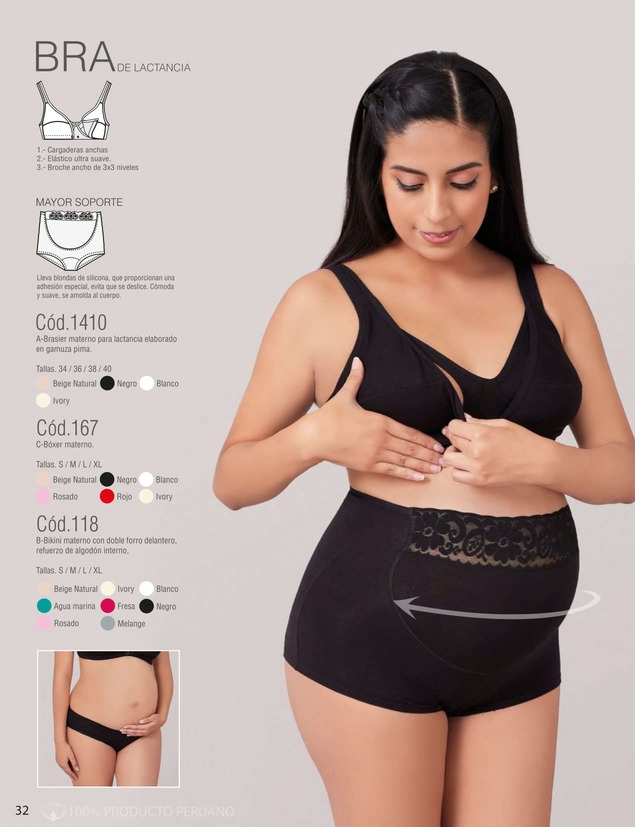 BRA DE LACTANCIA
1.- Cargaderas anchas
2.- Elástico ultra suave.
3.- Broche ancho de 3x3 niveles
MAYOR SOPORTE
Lleva blondas de silicona, que proporcionan una
adhesión especial, evita que se deslice. Cómoda
y suave, se amolda al cuerpo.
Cód.1410
A-Brasier materno para lactancia elaborado
en gamuza pima.
Tallas. 34 / 36 / 38 / 40
Beige Natural Negro Blanco
Ivory
Cód.167
C-Bóxer materno.
Tallas. S / M / L / XL
Beige Natural Negro Blanco
Rosado Rojo Ivory
Cód.118
B-Bikini materno con doble forro delantero,
refuerzo de algodón interno,
Tallas. S / M / L / XL
Beige Natural Ivory Blanco
Agua marina Fresa Negro
Rosado Melange
32 100% PRODUCTO PERUANO